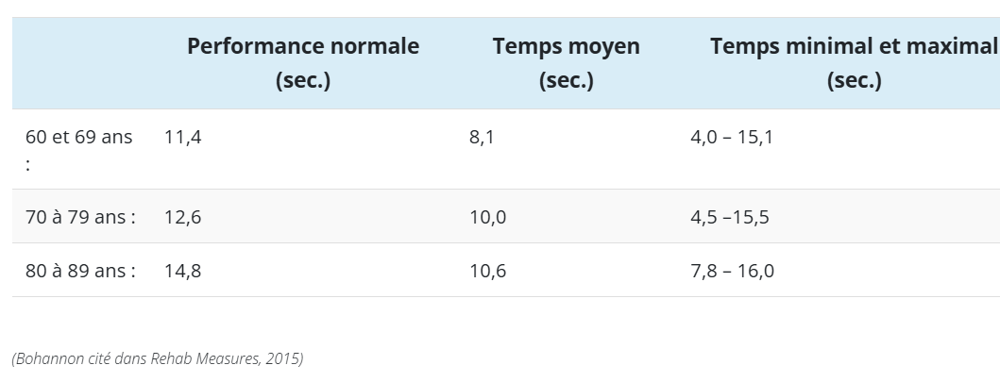 Performance normale (sec.) Temps moyen (sec.) Temps minimal et maximal (sec.)
60 et 69 ans : 11,4 8,1 4,0 – 15,1
70 à 79 ans : 12,6 10,0 4,5 –15,5
80 à 89 ans : 14,8 10,6 7,8 – 16,0
(Bohannon cité dans Rehab Measures, 2015)